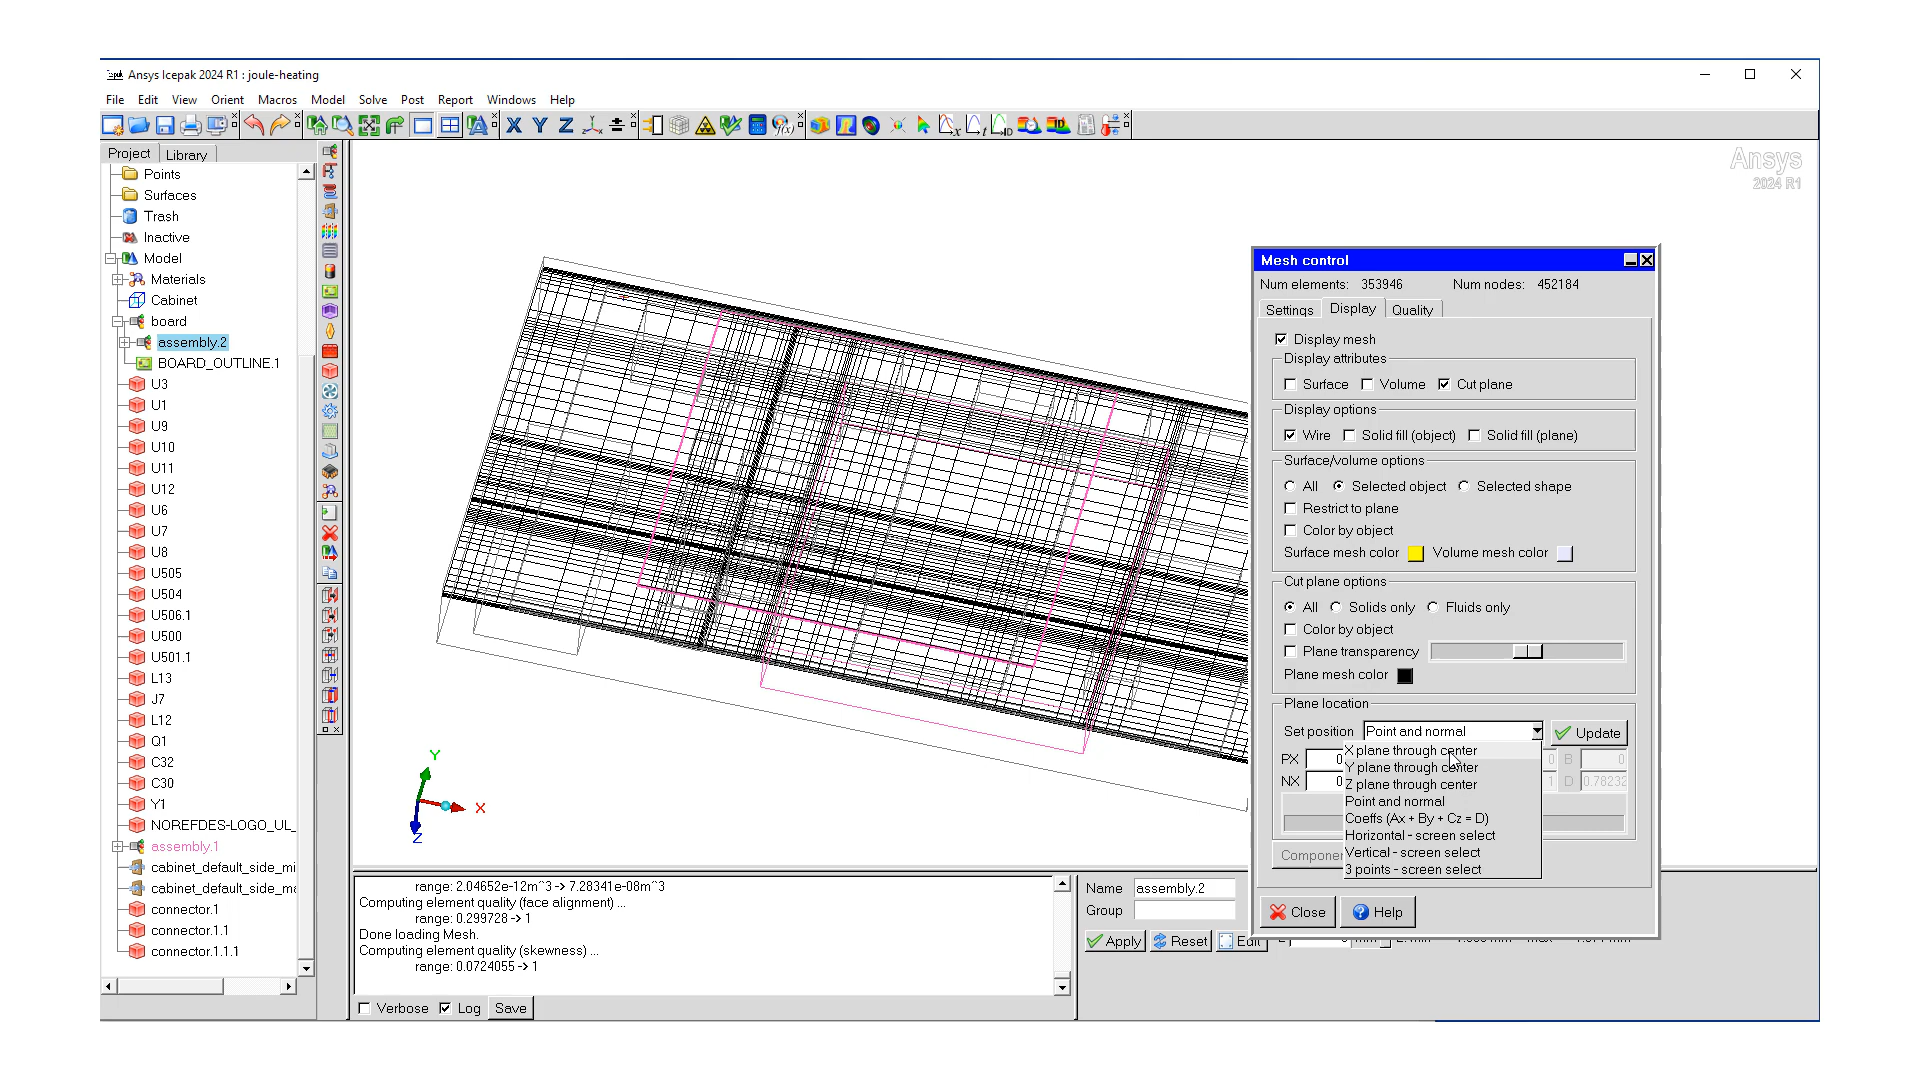 Ansys Icepak 2024 R1 : joule-heating
File Edit View Orient Macros Model Solve Post Report Windows Help
X Y Z
Project Library
Points
Surfaces
Trash
Inactive
Model
Materials
Cabinet
board
assembly.2
BOARD_OUTLINE.1
U3
U1
U9
U10
U11
U12
U6
U7
U8
U505
U504
U506.1
U500
U501.1
L13
J7
L12
Q1
C32
C30
Y1
NOREFDES-LOGO_UL_
assembly.1
cabinet_default_side_mi
cabinet_default_side_ma
connector.1
connector.1.1
connector.1.1.1
Ansys
2024 R1
Y
X
Z
Mesh control
Num elements: 353946 Num nodes: 452184
Settings Display Quality
Display mesh
Display attributes
Surface Volume Cut plane
Display options
Wire Solid fill (object) Solid fill (plane)
Surface/volume options
All Selected object Selected shape
Restrict to plane
Color by object
Surface mesh color Volume mesh color
Cut plane options
All Solids only Fluids only
Color by object
Plane transparency
Plane mesh color
Plane location
Set position Point and normal Update
PX 0 0 B 0
NX 0 1 D 0.78232
X plane through center
Y plane through center
Z plane through center
Point and normal
Coeffs (Ax + By + Cz = D)
Horizontal - screen select
Vertical - screen select
3 points - screen select
Close Help
range: 2.04652e-12m^3 -> 7.28341e-08m^3
Computing element quality (face alignment) ...
range: 0.299728 -> 1
Done loading Mesh.
Computing element quality (skewness) ...
range: 0.0724055 -> 1
Verbose Log Save
Name assembly.2
Group
Apply Reset Edit